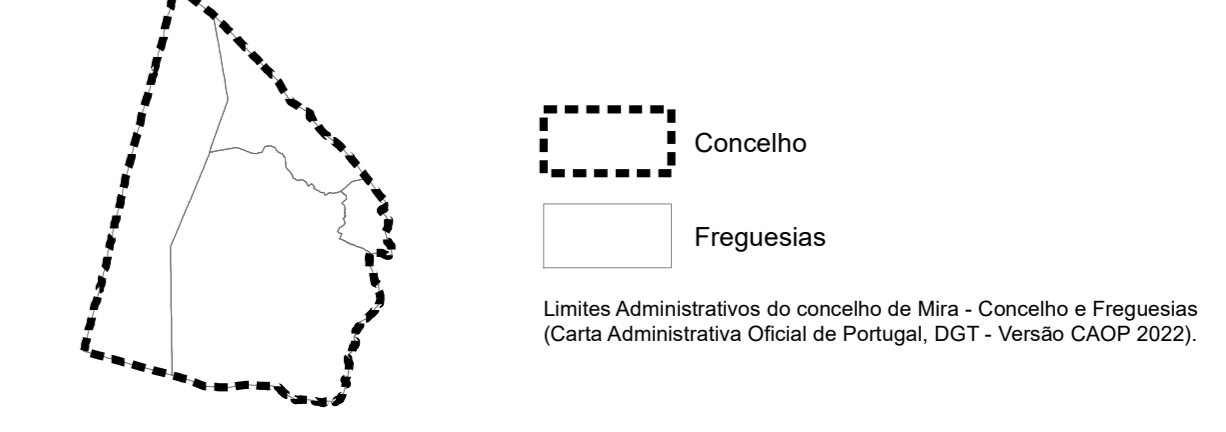 Concelho
Freguesias
Limites Administrativos do concelho de Mira - Concelho e Freguesias
(Carta Administrativa Oficial de Portugal, DGT - Versão CAOP 2022).